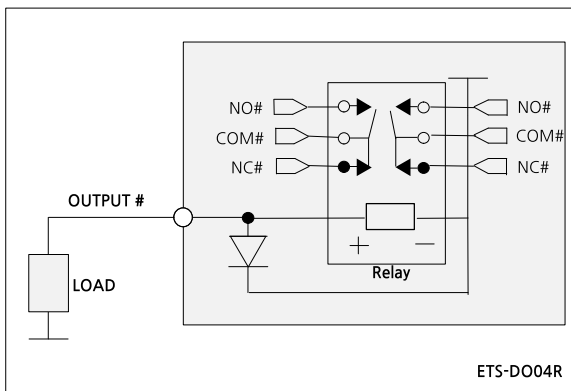 NO# NO#
COM# COM#
NC# NC#
OUTPUT #
+ −
Relay
LOAD
ETS-DO04R